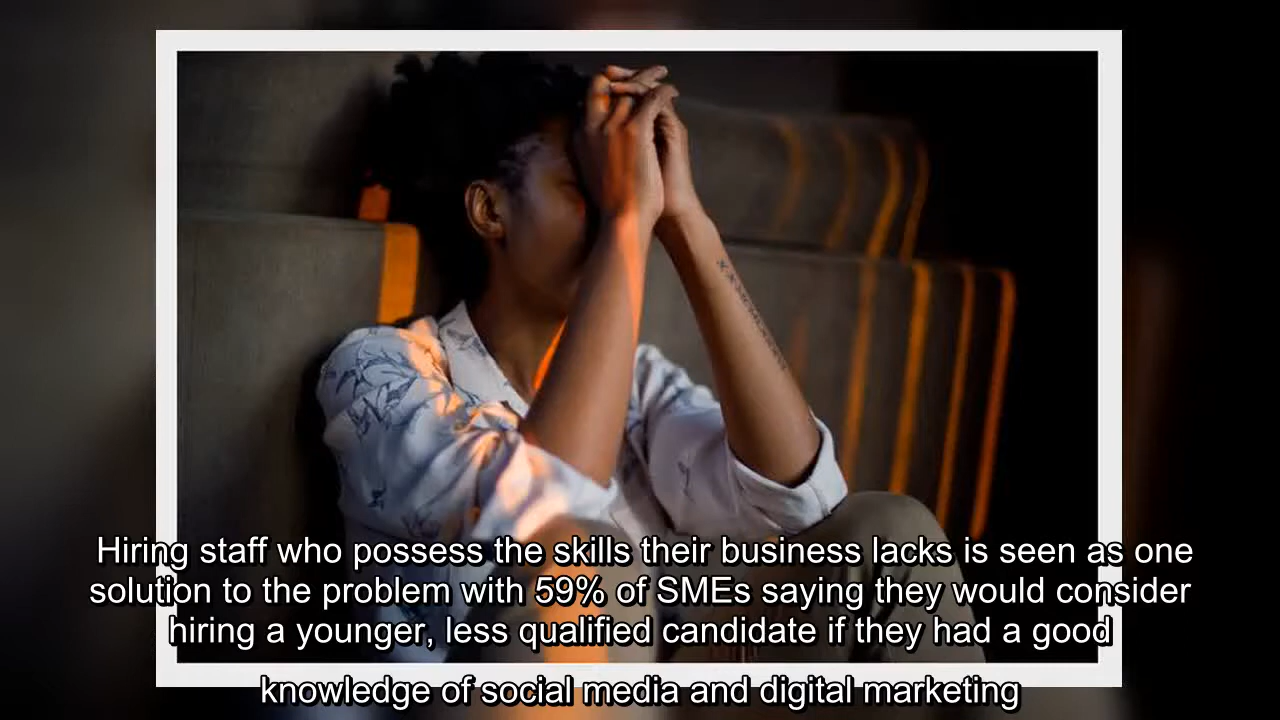 Hiring staff who possess the skills their business lacks is seen as one
solution to the problem with 59% of SMEs saying they would consider
hiring a younger, less qualified candidate if they had a good
knowledge of social media and digital marketing